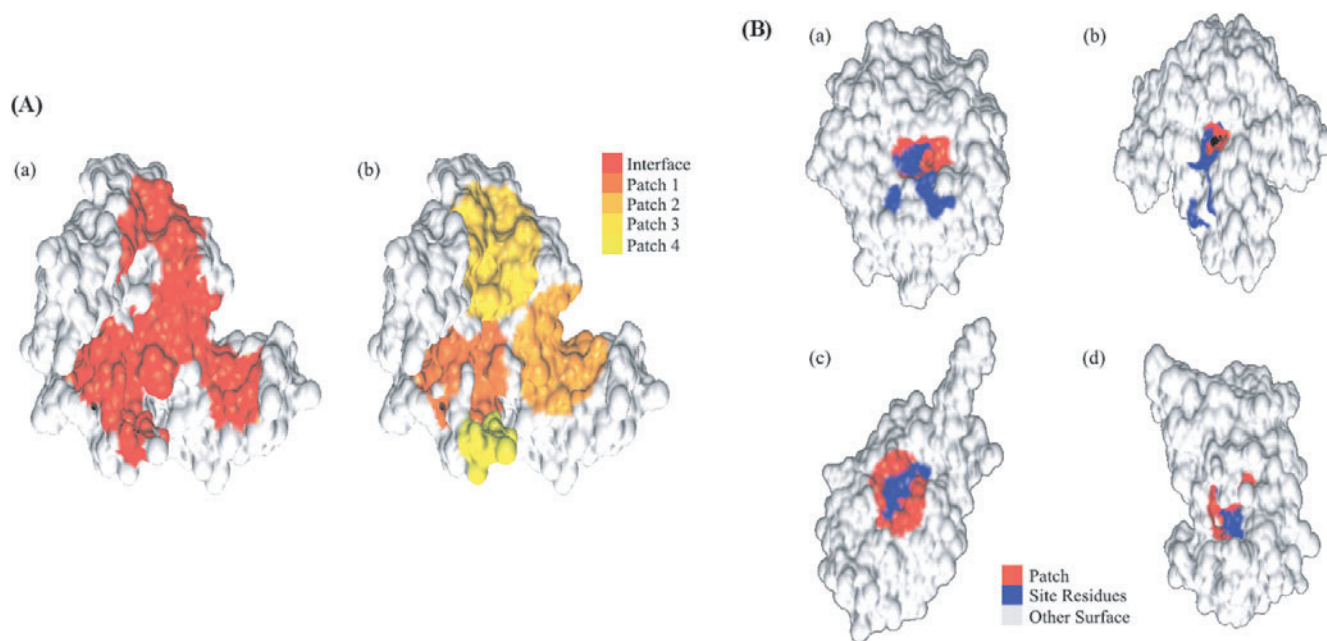 (A)
(a)
(b)
Interface
Patch 1
Patch 2
Patch 3
Patch 4
(B)
(a)
(b)
(c)
(d)
Patch
Site Residues
Other Surface